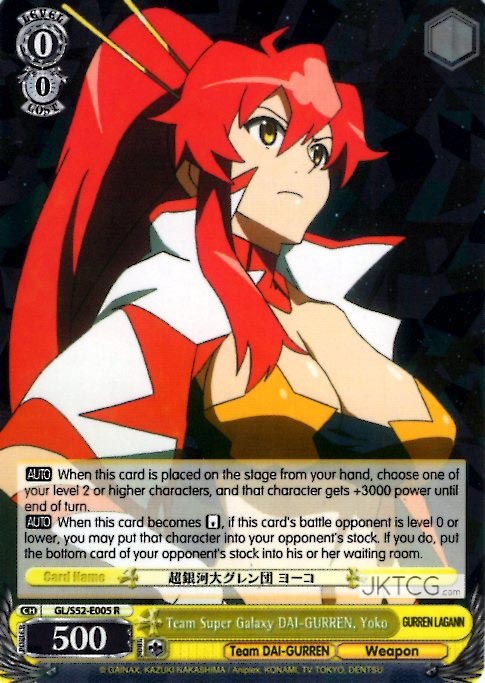 LEVEL
0
0
COST
AUTO When this card is placed on the stage from your hand, choose one of
your level 2 or higher characters, and that character gets +3000 power until
end of turn.
AUTO When this card becomes , if this card's battle opponent is level 0 or
lower, you may put that character into your opponent's stock. If you do, put
the bottom card of your opponent's stock into his or her waiting room.
Card Name 超銀河大グレン団 ヨーコ
JKTCG.com
CH GL/S52-E005 R
Team Super Galaxy DAI-GURREN, Yoko GURREN LAGANN
POWER 500 SOUL
Team DAI-GURREN Weapon
© GAINAX, KAZUKI NAKASHIMA / Aniplex, KONAMI, TV TOKYO, DENTSU